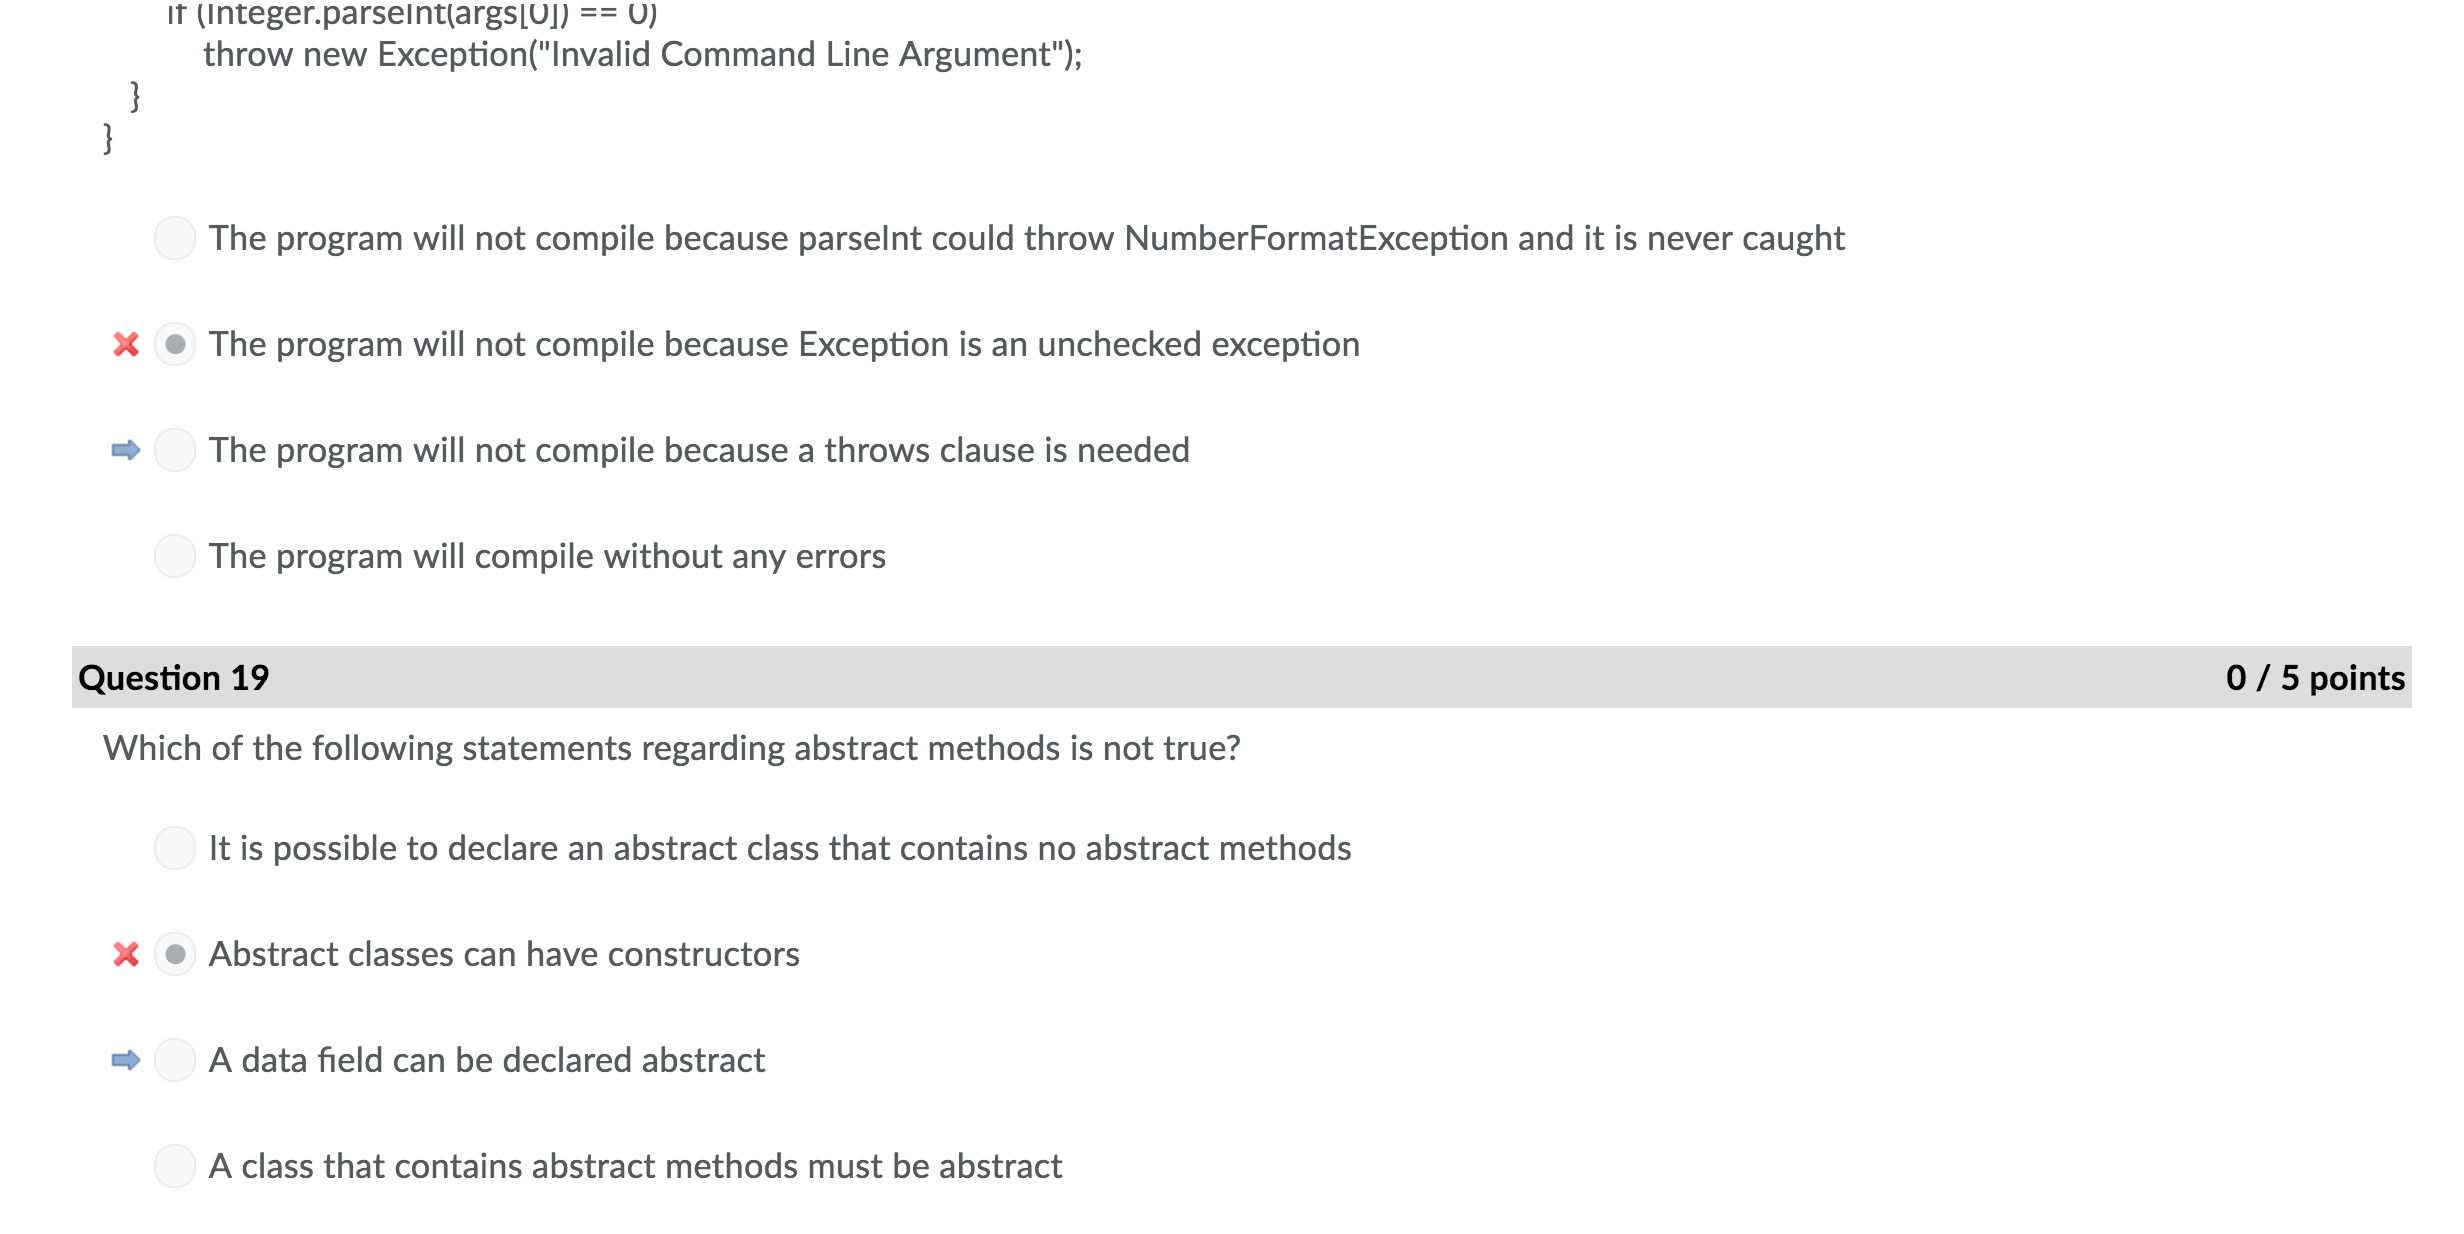 if (Integer.parseInt(args[0]) == 0)
throw new Exception("Invalid Command Line Argument");
}
}
The program will not compile because parseInt could throw NumberFormatException and it is never caught
The program will not compile because Exception is an unchecked exception
The program will not compile because a throws clause is needed
The program will compile without any errors
Question 19
0 / 5 points
Which of the following statements regarding abstract methods is not true?
It is possible to declare an abstract class that contains no abstract methods
Abstract classes can have constructors
A data field can be declared abstract
A class that contains abstract methods must be abstract